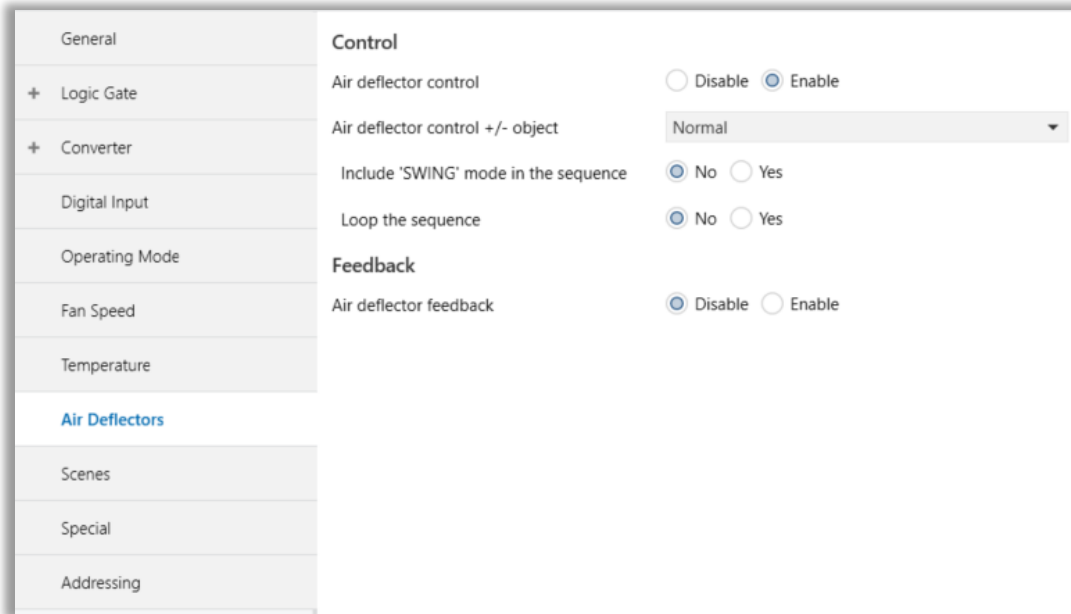 General
+ Logic Gate
+ Converter
Digital Input
Operating Mode
Fan Speed
Temperature
Air Deflectors
Scenes
Special
Addressing
Control
Air deflector control Disable Enable
Air deflector control +/- object Normal
Include 'SWING' mode in the sequence No Yes
Loop the sequence No Yes
Feedback
Air deflector feedback Disable Enable